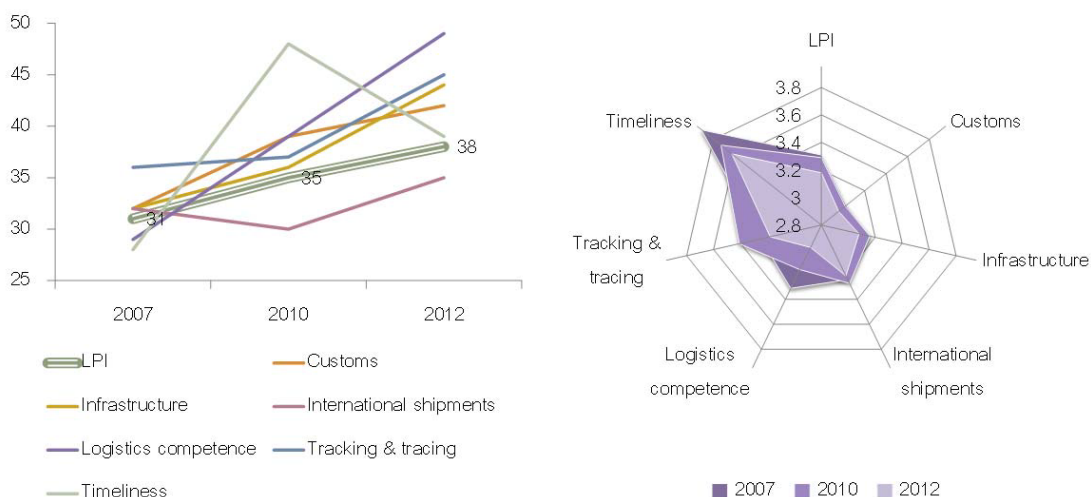 50
45
40
35
30
25
31
35
38
2007 2010 2012
LPI Customs
Infrastructure International shipments
Logistics competence Tracking & tracing
Timeliness
LPI
3.8
3.6
3.4
3.2
3
2.8
Timeliness
Customs
Tracking &
tracing
Infrastructure
Logistics
competence
International
shipments
2007 2010 2012